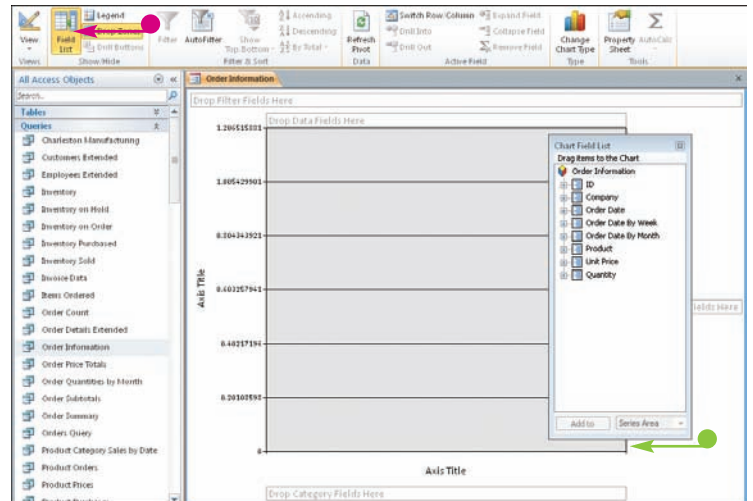 Legend
Ascending
Switch Row/Column
Expand Field
Drop Zones
Descending
Drill Into
Collapse Field
View
Field List
Drill Buttons
Filter
AutoFilter
Show Top/Bottom
By Total
Refresh Pivot
Drill Out
Remove Field
Change Chart Type
Property Sheet
AutoCalc
Views
Show/Hide
Filter & Sort
Data
Active Field
Type
Tools
All Access Objects
Order Information
Search...
Drop Filter Fields Here
Tables
Queries
Charleston Manufacturing
Customers Extended
Employees Extended
Inventory
Inventory on Hold
Inventory on Order
Inventory Purchased
Inventory Sold
Invoice Data
Items Ordered
Order Count
Order Details Extended
Order Information
Order Price Totals
Order Quantities by Month
Order Subtotals
Order Summary
Orders Query
Product Category Sales by Date
Product Orders
Product Prices
Drop Data Fields Here
1.005429901
0.804343921
0.603257941
0.40217196
0
Axis Title
Axis Title
Drop Category Fields Here
Fields Here
Chart Field List
Drag items to the Chart
Order Information
ID
Company
Order Date
Order Date By Week
Order Date By Month
Product
Unit Price
Quantity
Add to
Series Area